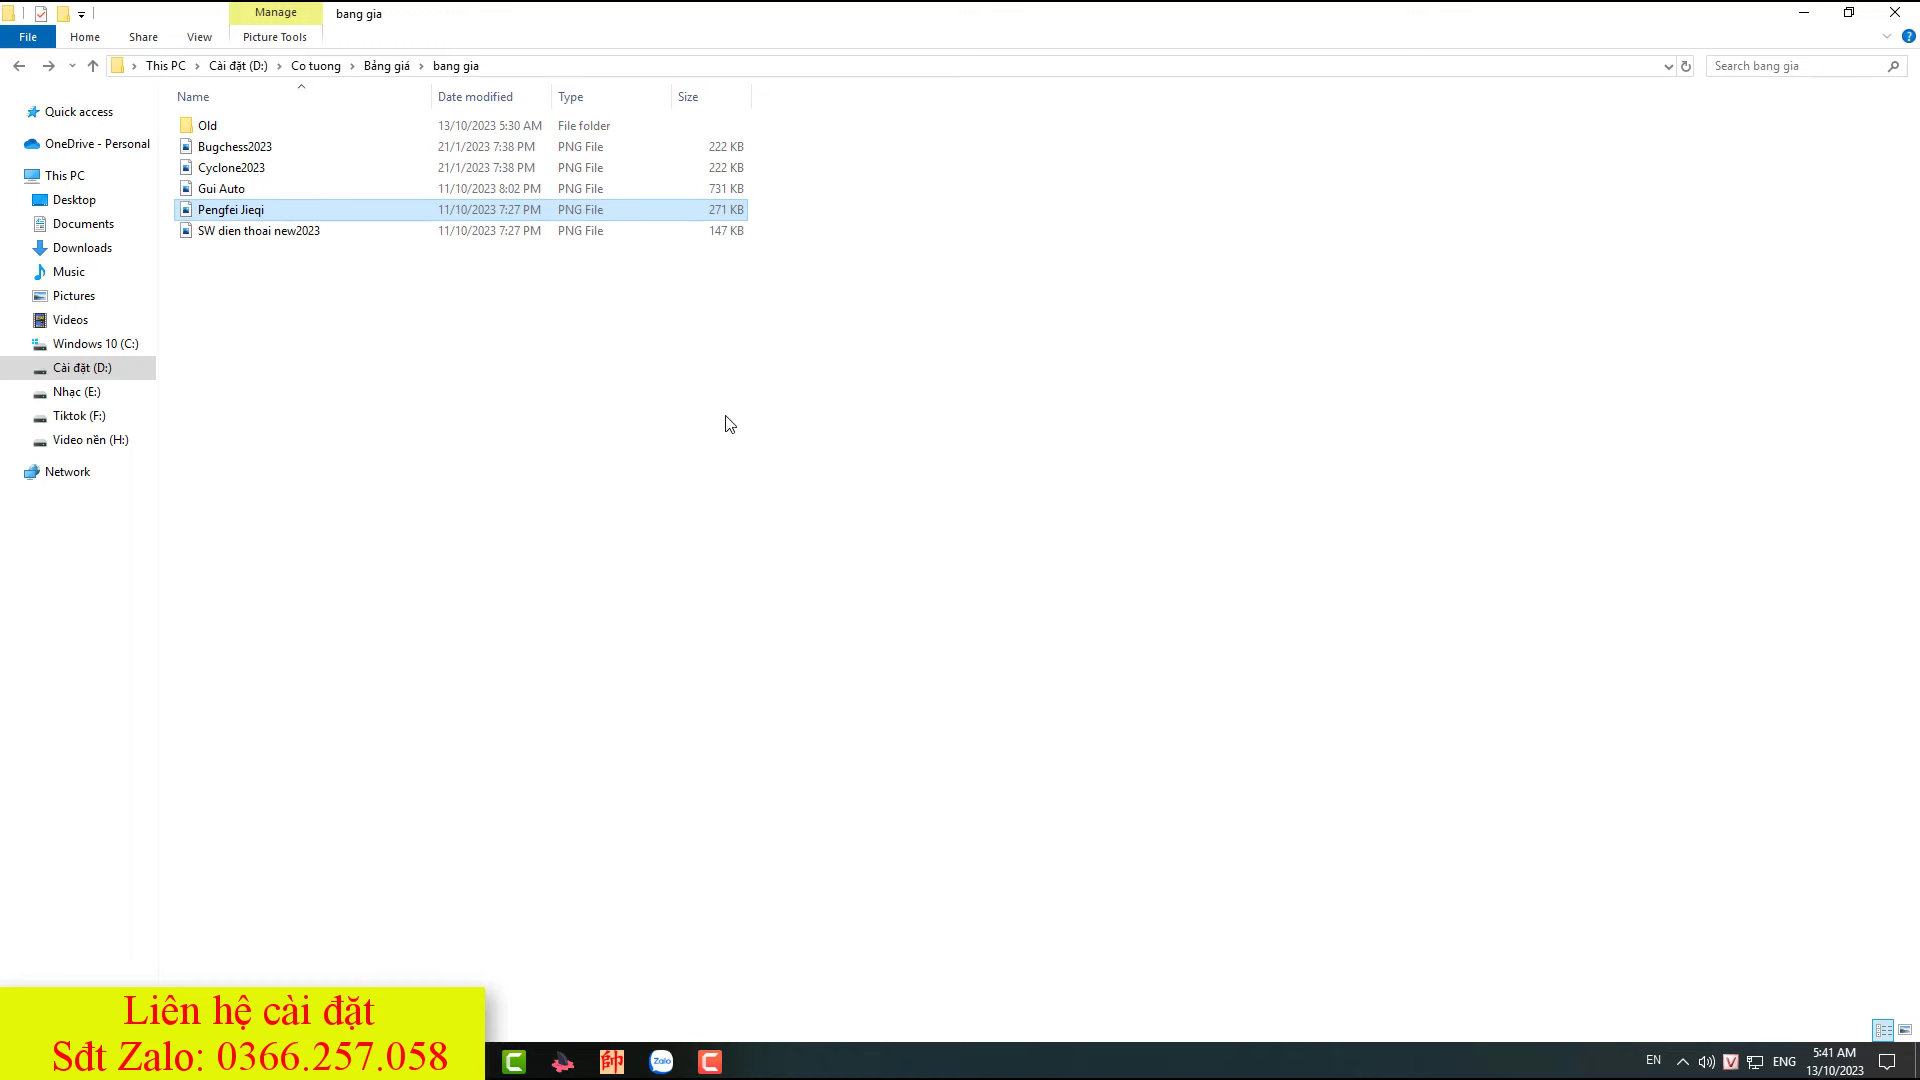 Manage
bang gia
File
Home
Share
View
Picture Tools
This PC
Cài đặt (D:)
Co tuong
Bảng giá
bang gia
Search bang gia
Name
Date modified
Type
Size
Quick access
OneDrive - Personal
This PC
Desktop
Documents
Downloads
Music
Pictures
Videos
Windows 10 (C:)
Cài đặt (D:)
Nhạc (E:)
Tiktok (F:)
Video nền (H:)
Network
Old 13/10/2023 5:30 AM File folder
Bugchess2023 21/1/2023 7:38 PM PNG File 222 KB
Cyclone2023 21/1/2023 7:38 PM PNG File 222 KB
Gui Auto 11/10/2023 8:02 PM PNG File 731 KB
Pengfei Jieqi 11/10/2023 7:27 PM PNG File 271 KB
SW dien thoai new2023 11/10/2023 7:27 PM PNG File 147 KB
Liên hệ cài đặt
Sđt Zalo: 0366.257.058
帥
Zalo
EN
V
ENG
5:41 AM
13/10/2023